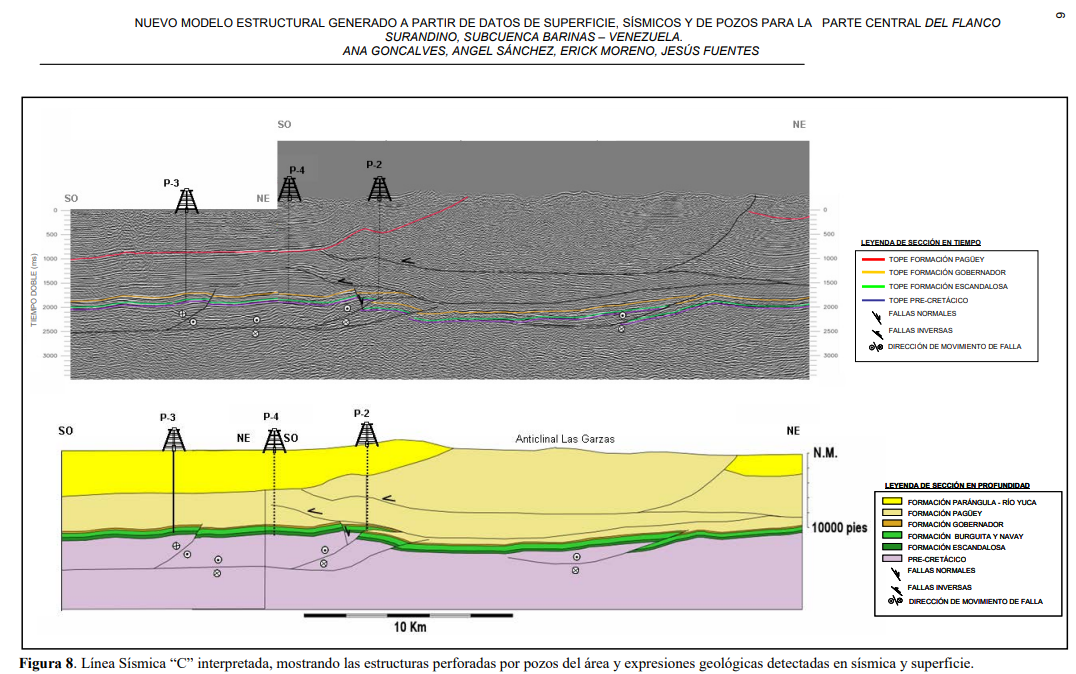 9
NUEVO MODELO ESTRUCTURAL GENERADO A PARTIR DE DATOS DE SUPERFICIE, SÍSMICOS Y DE POZOS PARA LA PARTE CENTRAL DEL FLANCO
SURANDINO, SUBCUENCA BARINAS – VENEZUELA.
ANA GONCALVES, ANGEL SÁNCHEZ, ERICK MORENO, JESÚS FUENTES
SO
NE
P-4
P-2
P-3
SO
NE
0
500
1000
1500
2000
2500
3000
TIEMPO DOBLE (ms)
0
500
1000
1500
2000
2500
3000
LEYENDA DE SECCIÓN EN TIEMPO
TOPE FORMACIÓN PAGÜEY
TOPE FORMACIÓN GOBERNADOR
TOPE FORMACIÓN ESCANDALOSA
TOPE PRE-CRETÁCICO
FALLAS NORMALES
FALLAS INVERSAS
DIRECCIÓN DE MOVIMIENTO DE FALLA
P-3
P-4
P-2
SO
NE
SO
Anticlinal Las Garzas
NE
N.M.
10000 pies
10 Km
LEYENDA DE SECCIÓN EN PROFUNDIDAD
FORMACIÓN PARÁNGULA - RÍO YUCA
FORMACIÓN PAGÜEY
FORMACIÓN GOBERNADOR
FORMACIÓN BURGUITA Y NAVAY
FORMACIÓN ESCANDALOSA
PRE-CRETÁCICO
FALLAS NORMALES
FALLAS INVERSAS
DIRECCIÓN DE MOVIMIENTO DE FALLA
Figura 8. Línea Sísmica “C” interpretada, mostrando las estructuras perforadas por pozos del área y expresiones geológicas detectadas en sísmica y superficie.